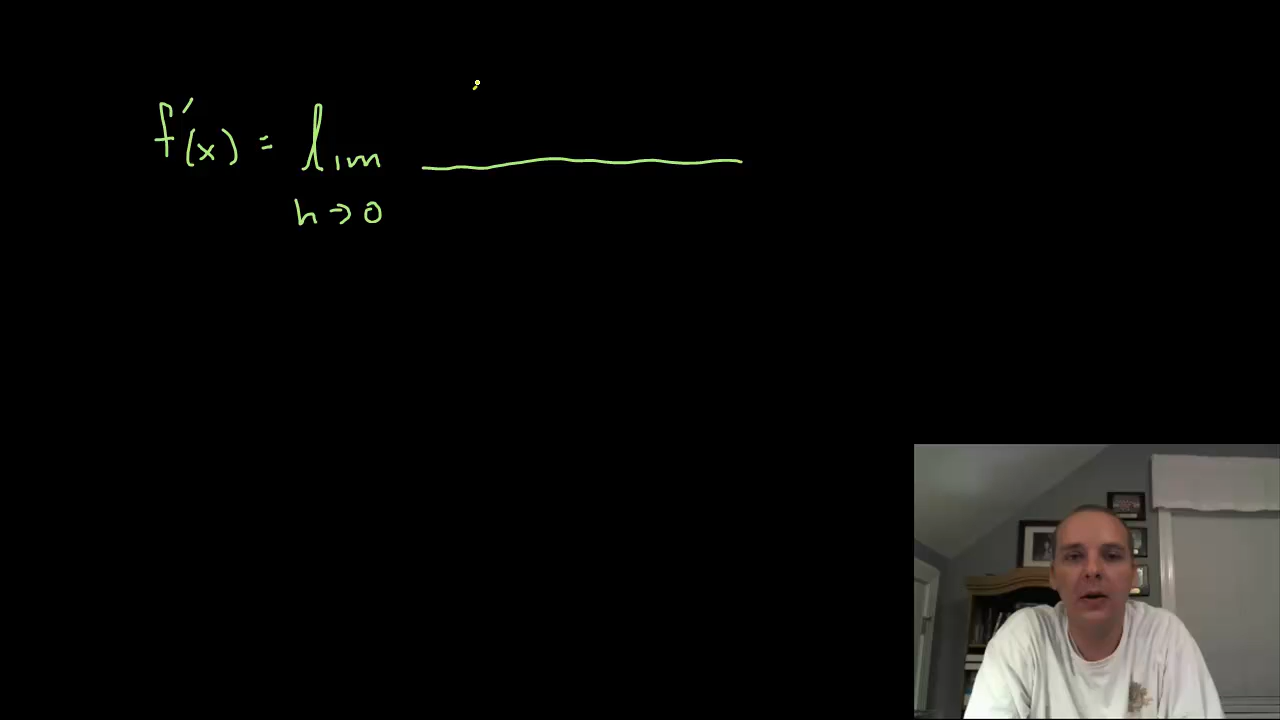 f'(x) = lim
h → 0